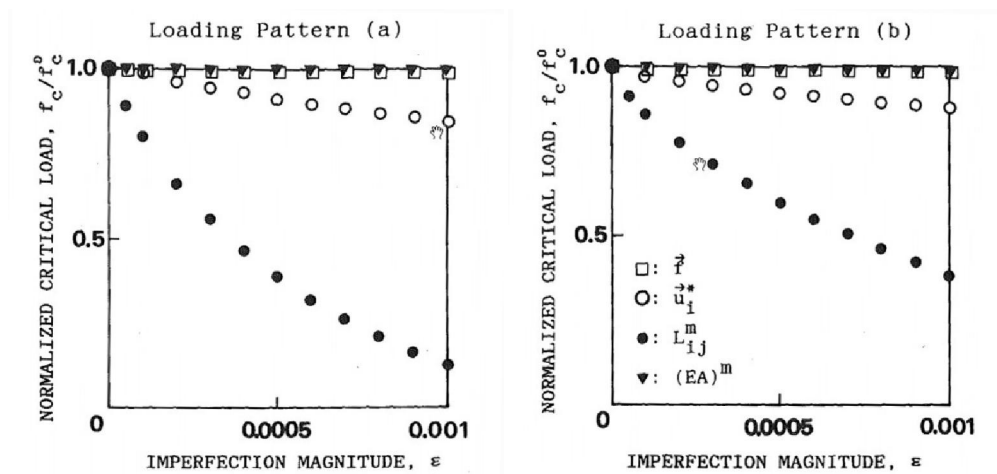 Loading Pattern (a)
NORMALIZED CRITICAL LOAD, f_c/f_c^0
1.0
0.5
0
0.0005
0.001
IMPERFECTION MAGNITUDE, ε
Loading Pattern (b)
NORMALIZED CRITICAL LOAD, f_c/f_c^0
1.0
0.5
□: f⃗
○: u⃗_i^*
●: L_ij^m
▼: (EA)^m
0
0.0005
0.001
IMPERFECTION MAGNITUDE, ε